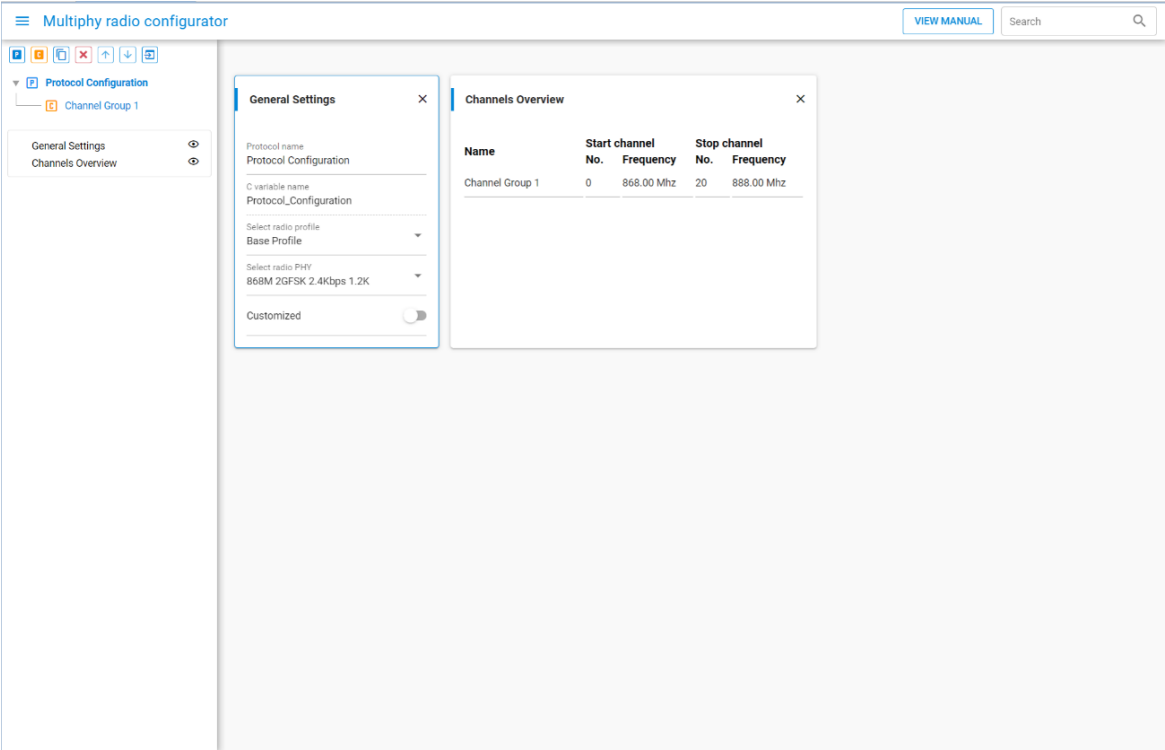 Multiphy radio configurator
VIEW MANUAL
Search
P C
P Protocol Configuration
C Channel Group 1
General Settings
Channels Overview
General Settings
Protocol name
Protocol Configuration
C variable name
Protocol_Configuration
Select radio profile
Base Profile
Select radio PHY
868M 2GFSK 2.4Kbps 1.2K
Customized
Channels Overview
Name Start channel Stop channel
No. Frequency No. Frequency
Channel Group 1 0 868.00 Mhz 20 888.00 Mhz